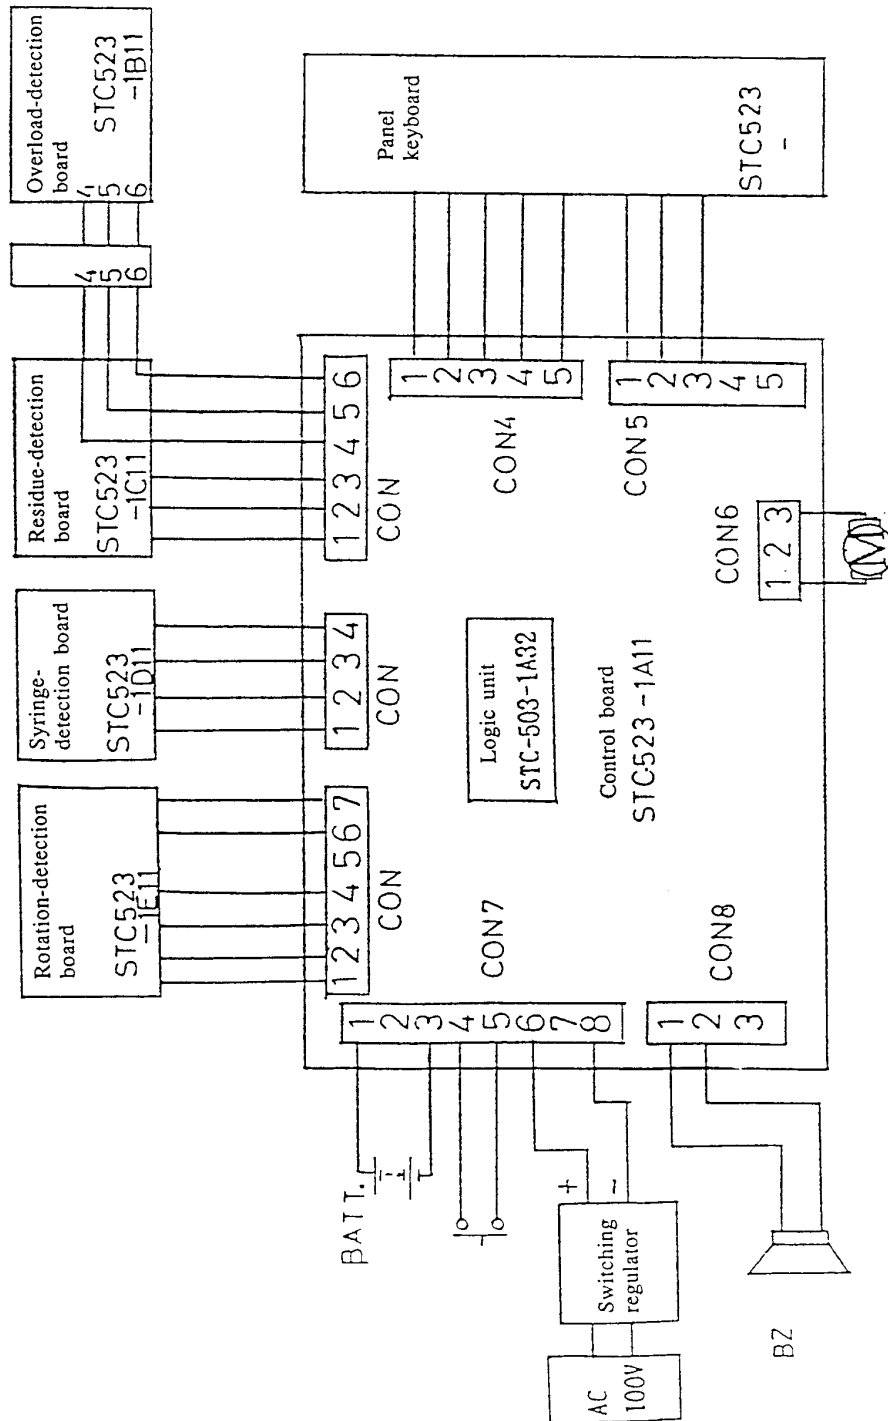 Rotation-detection
board
STC523
-1E11
Syringe-
detection board
STC523
-1D11
Residue-detection
board
STC523
-1C11
Overload-detection
board
STC523
-1B11
4
5
6
4
5
6
1 2 3 4 5 6 7
CON
1 2 3 4
CON
1 2 3 4 5 6
CON
BATT.
1
2
3
4
5
6
7
8
CON7
Logic unit
STC-503-1A32
Control board
STC523-1A11
CON4
1
2
3
4
5
Panel
keyboard
STC523
-
CON5
1
2
3
4
5
CON6
1 2 3
M
CON8
1
2
3
+
-
Switching
regulator
AC
100V
BZ